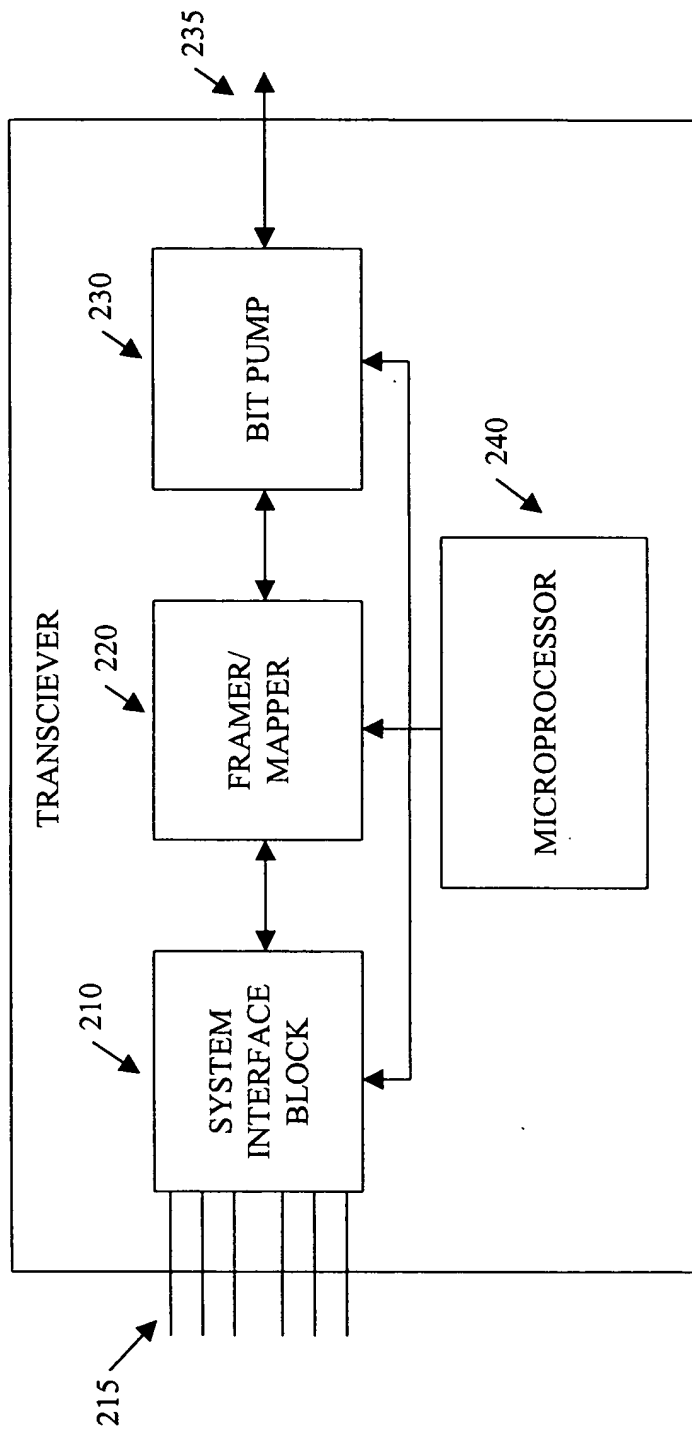 TRANSCIEVER
215
210
220
230
235
SYSTEM
INTERFACE
BLOCK
FRAMER/
MAPPER
BIT PUMP
240
MICROPROCESSOR